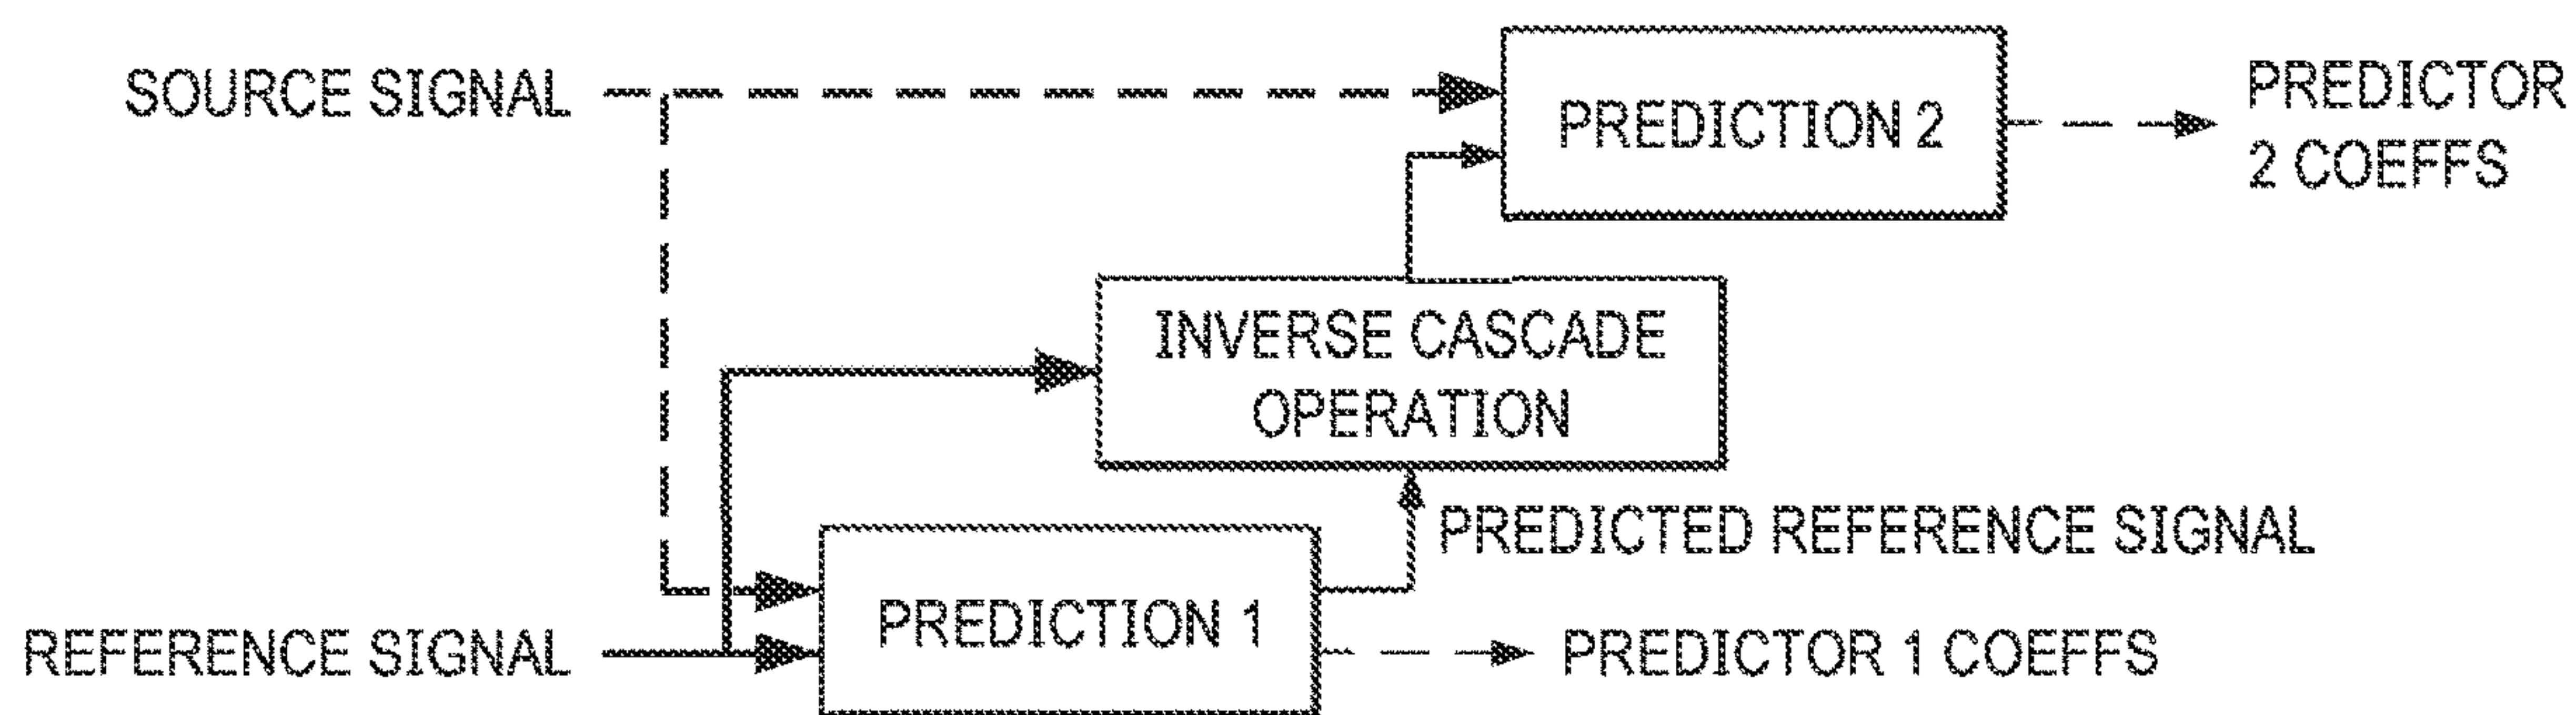 SOURCE SIGNAL
PREDICTION 2
PREDICTOR
2 COEFFS
INVERSE CASCADE
OPERATION
PREDICTED REFERENCE SIGNAL
REFERENCE SIGNAL
PREDICTION 1
PREDICTOR 1 COEFFS